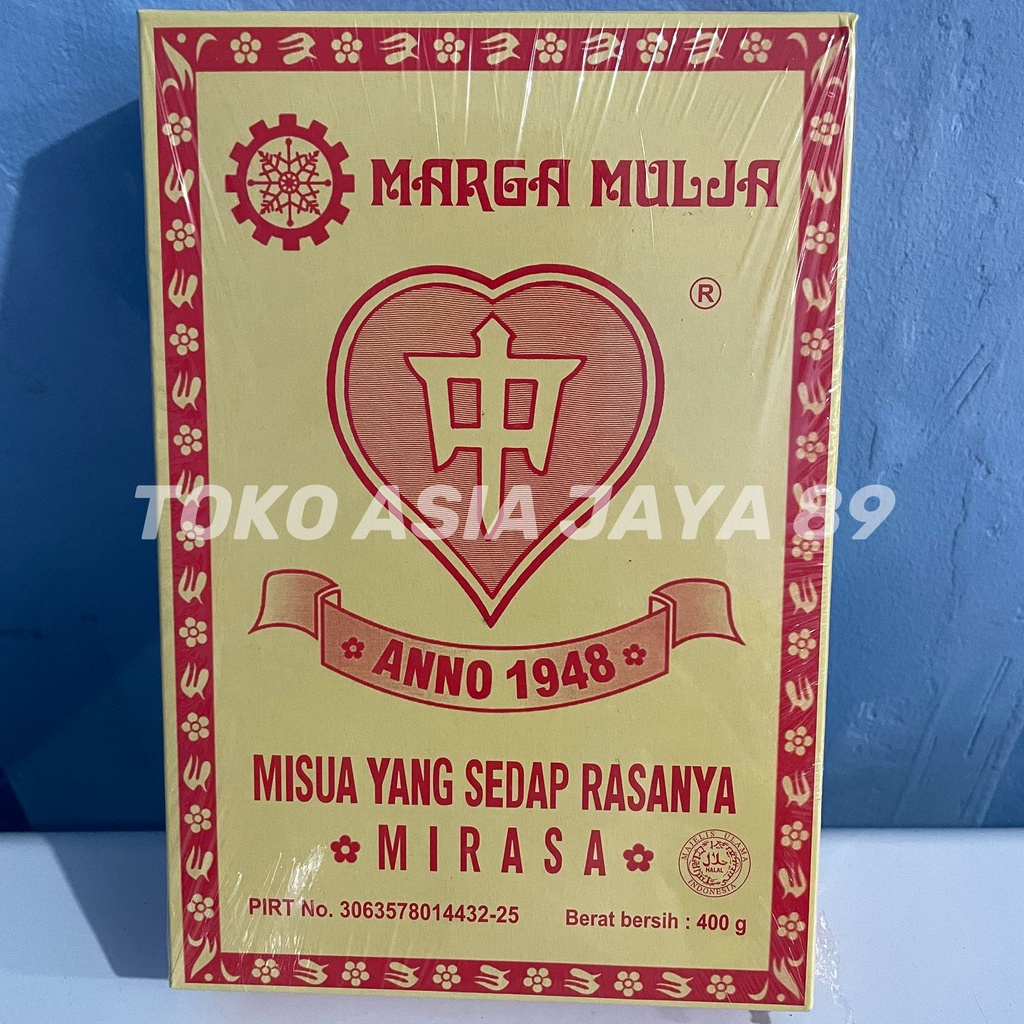 MARGA MULJA
®
中
TOKO ASIA JAYA 89
ANNO 1948
MISUA YANG SEDAP RASANYA
MIRASA
MAJELIS ULAMA
حلال
HALAL
INDONESIA
PIRT No. 3063578014432-25
Berat bersih : 400 g